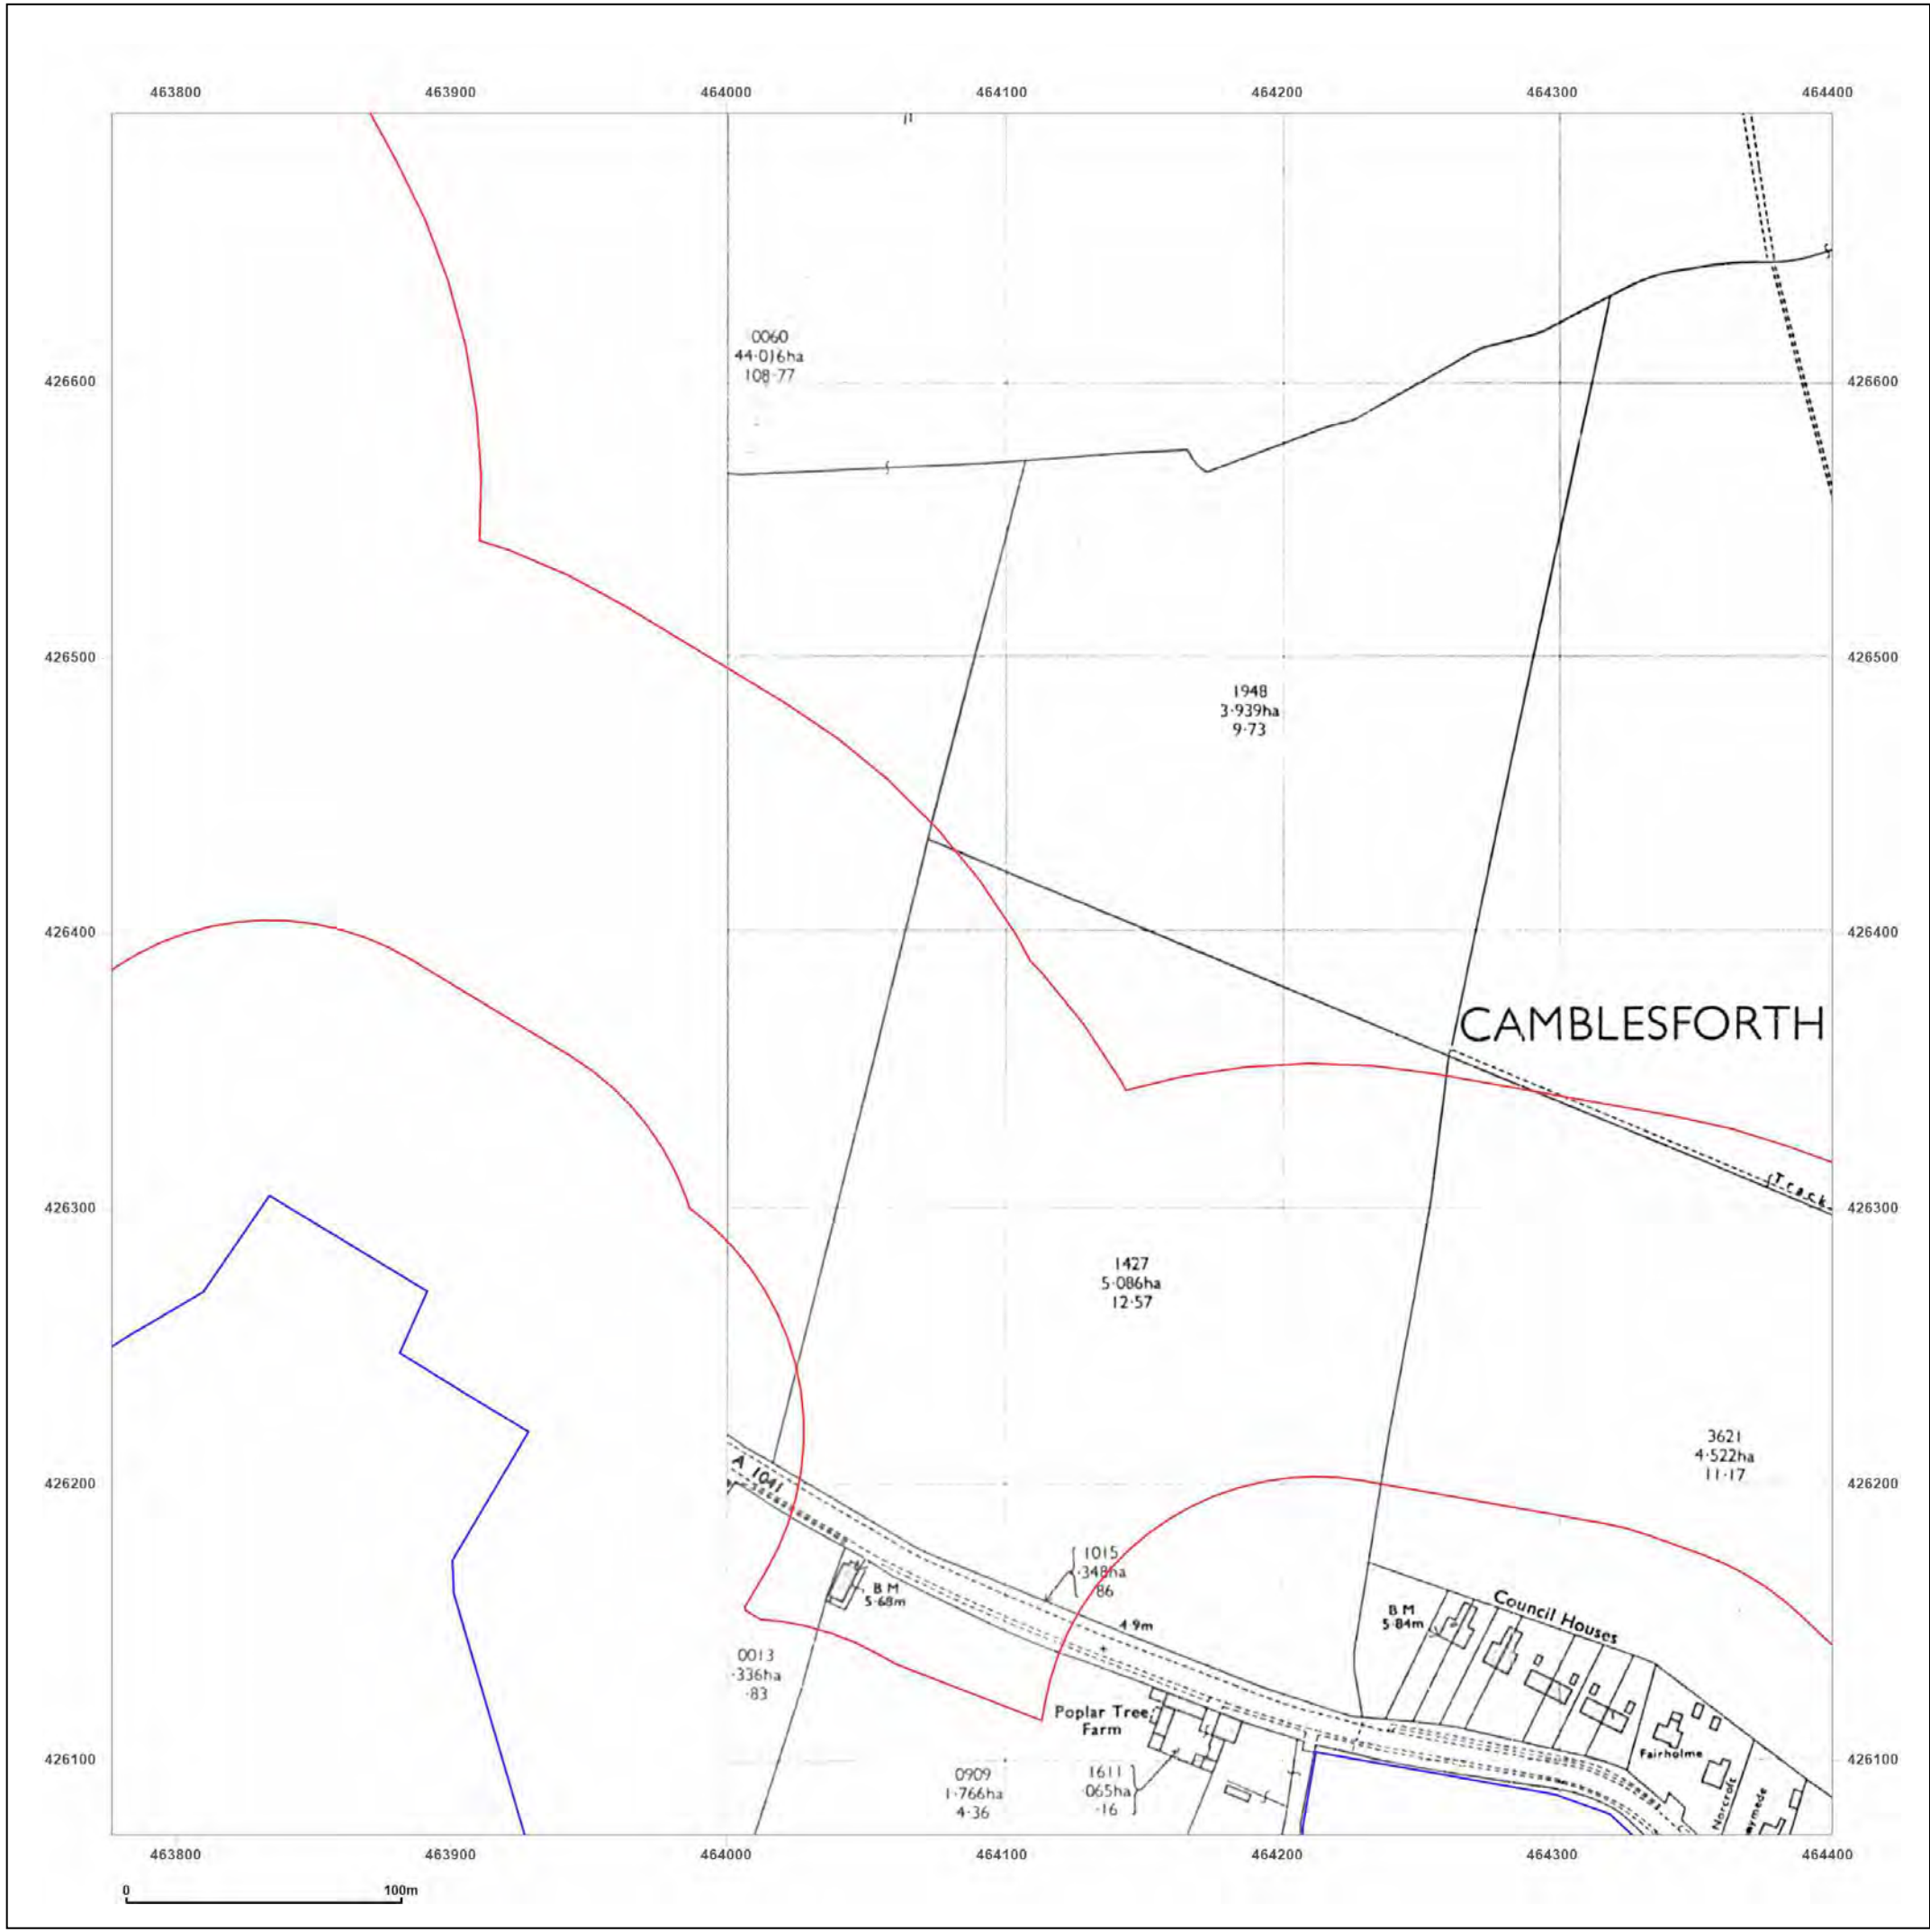 463800 463900 464000 464100 464200 464300 464400
0060
44·016ha
108·77
426600 426600
426500 426500
1948
3·939ha
9·73
426400 426400
CAMBLESFORTH
Track
426300 426300
1427
5·086ha
12·57
3621
4·522ha
11·17
426200 426200
A 1041
1015
·348ha
·86
B M
5·68m
4·9m
Council Houses
B M
5·84m
0013
·336ha
·83
Poplar Tree
Farm
Fairholme
Norcroft
426100 426100
0909
1·766ha
4·36
1611
·065ha
·16
463800 463900 464000 464100 464200 464300 464400
0 100m